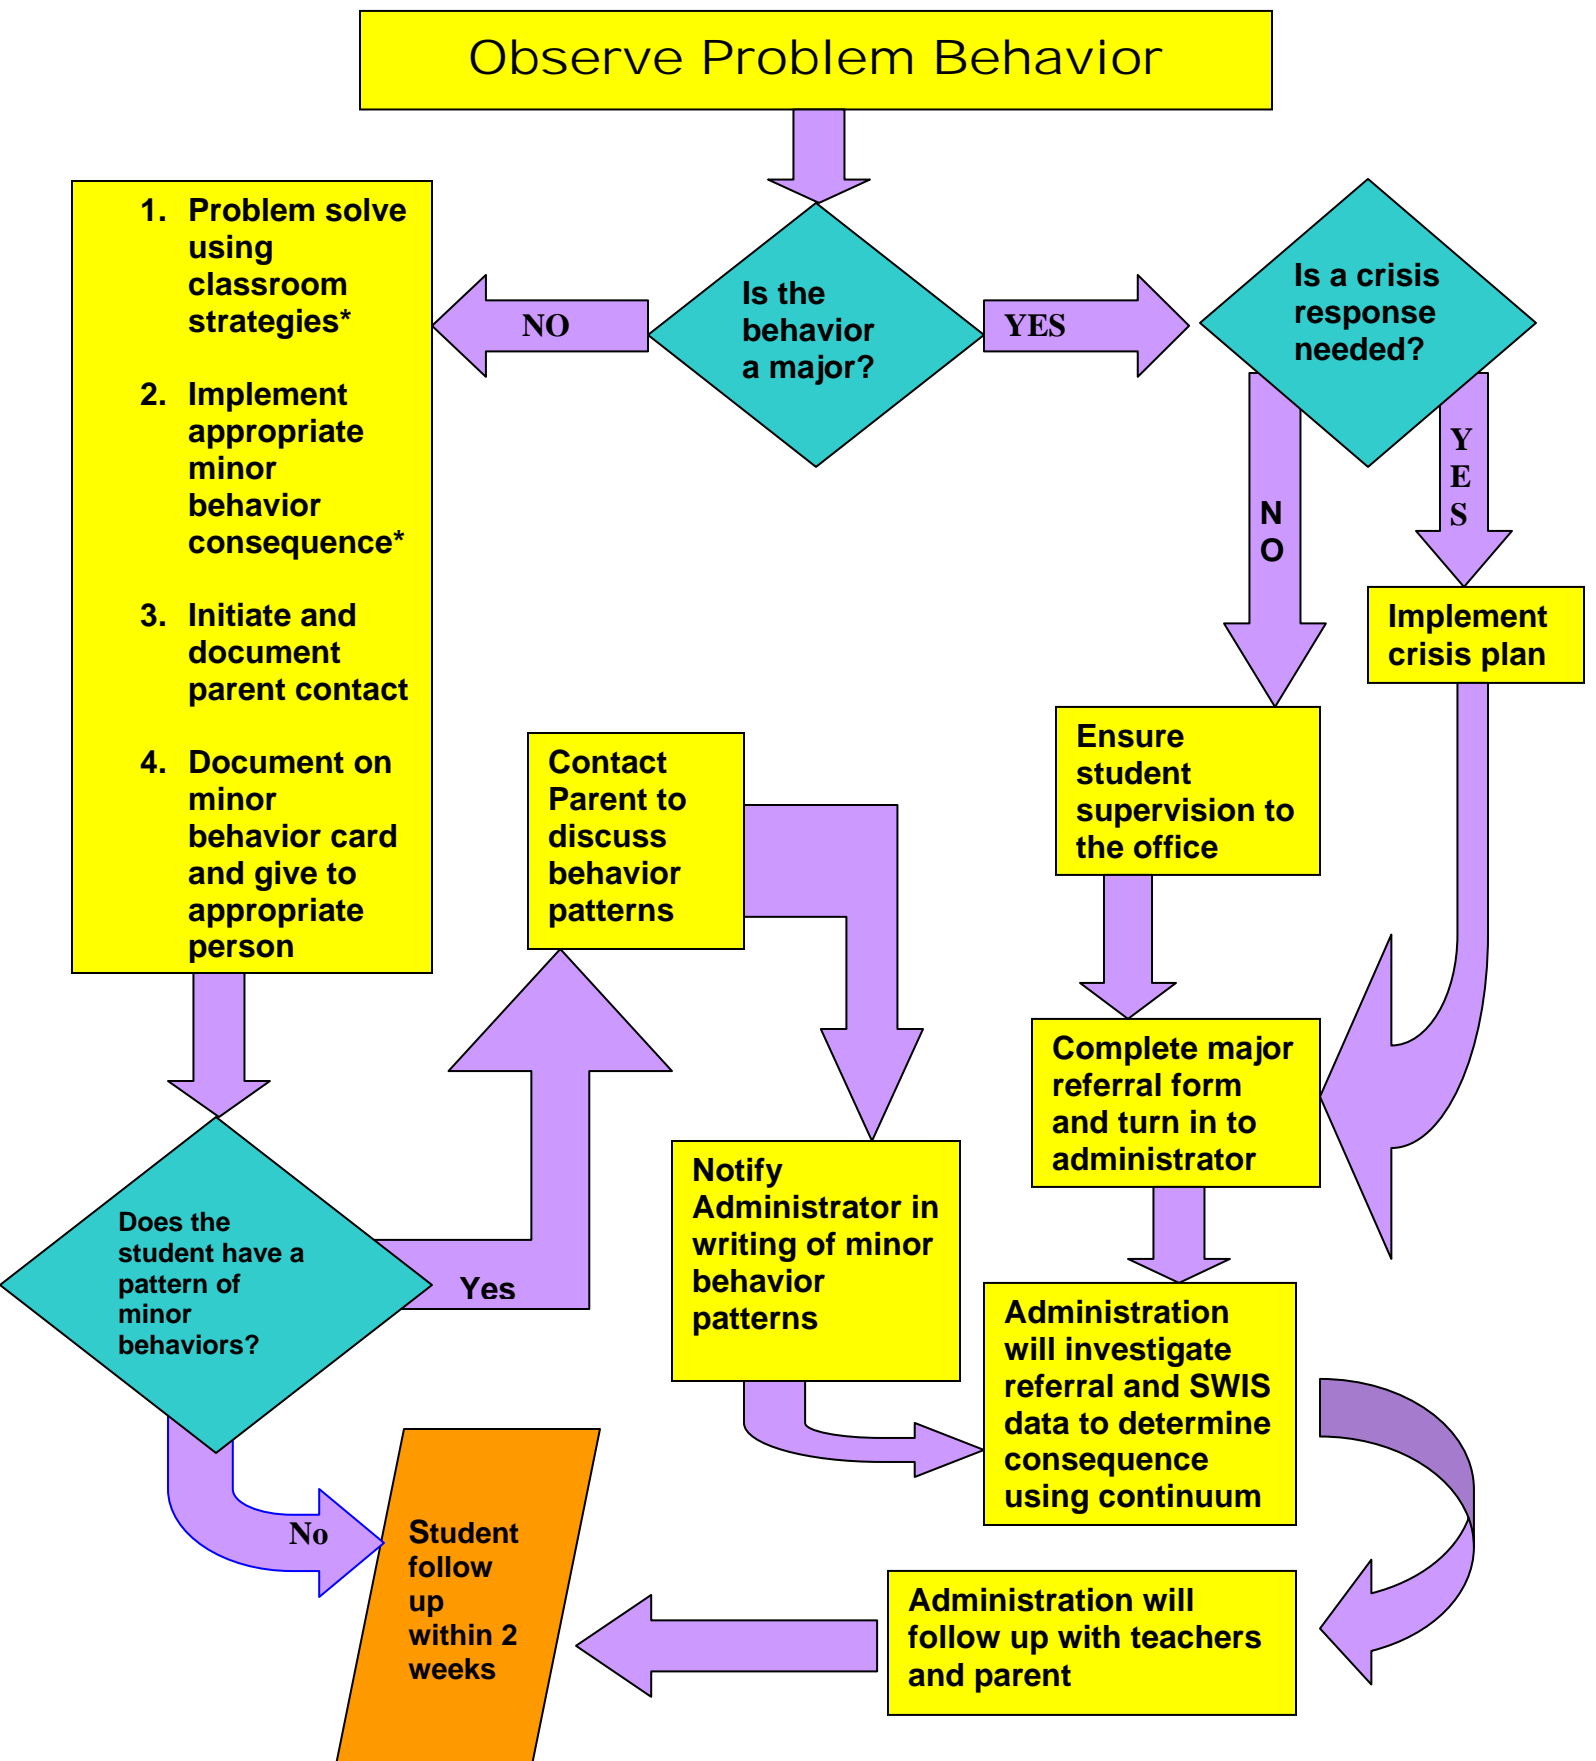 Observe Problem Behavior
1. Problem solve
using
classroom
strategies*
2. Implement
appropriate
minor
behavior
consequence*
3. Initiate and
document
parent contact
4. Document on
minor
behavior card
and give to
appropriate
person
NO
Is the
behavior
a major?
YES
Is a crisis
response
needed?
N
O
Y
E
S
Implement
crisis plan
Ensure
student
supervision to
the office
Contact
Parent to
discuss
behavior
patterns
Complete major
referral form
and turn in to
administrator
Does the
student have a
pattern of
minor
behaviors?
Yes
Notify
Administrator in
writing of minor
behavior
patterns
Administration
will investigate
referral and SWIS
data to determine
consequence
using continuum
No
Student
follow
up
within 2
weeks
Administration will
follow up with teachers
and parent